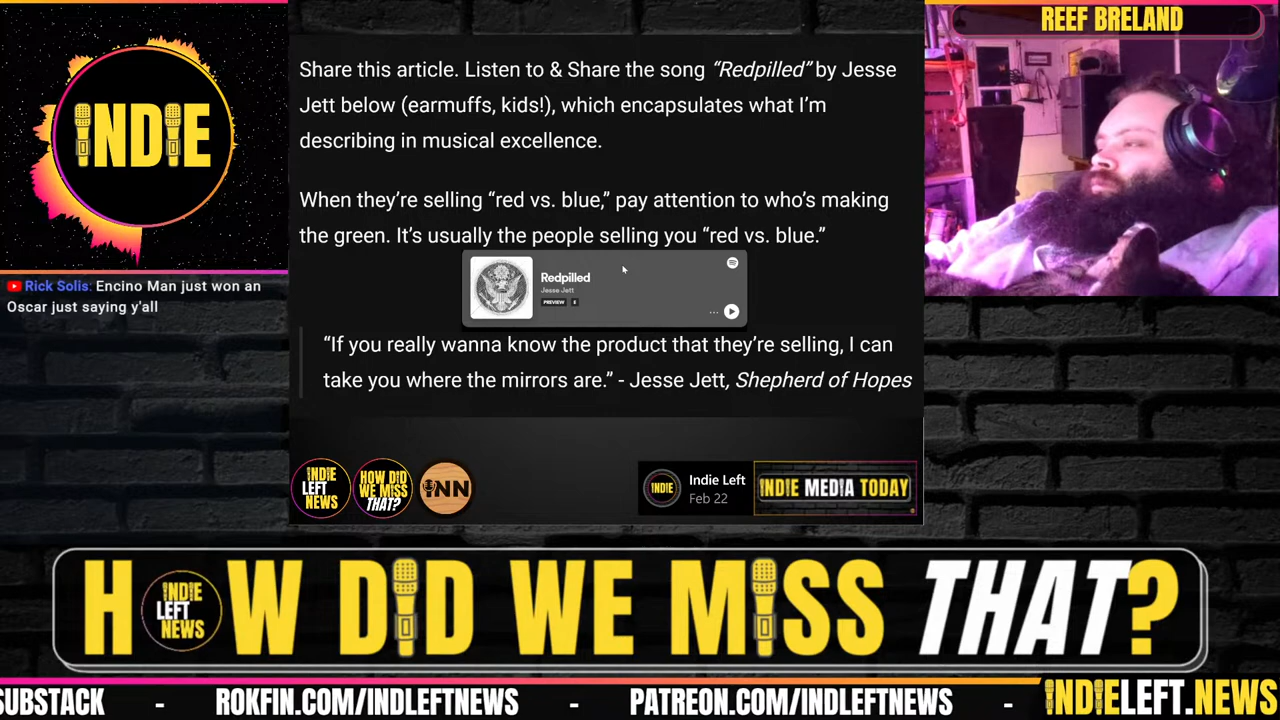 INDIE
REEF BRELAND
Share this article. Listen to & Share the song “Redpilled” by Jesse
Jett below (earmuffs, kids!), which encapsulates what I’m
describing in musical excellence.
When they’re selling “red vs. blue,” pay attention to who’s making
the green. It’s usually the people selling you “red vs. blue.”
Redpilled
Jesse Jett
PREVIEW E
“If you really wanna know the product that they’re selling, I can
take you where the mirrors are.” - Jesse Jett, Shepherd of Hopes
Rick Solis: Encino Man just won an
Oscar just saying y'all
INDIE
LEFT
NEWS
HOW DID
WE MISS
THAT?
INN
INDIE
Indie Left
Feb 22
INDIE MEDIA TODAY
HOW DID WE MISS THAT?
INDIE
LEFT
NEWS
SUBSTACK - ROKFIN.COM/INDLEFTNEWS - PATREON.COM/INDLEFTNEWS - INDIELEFT.NEWS